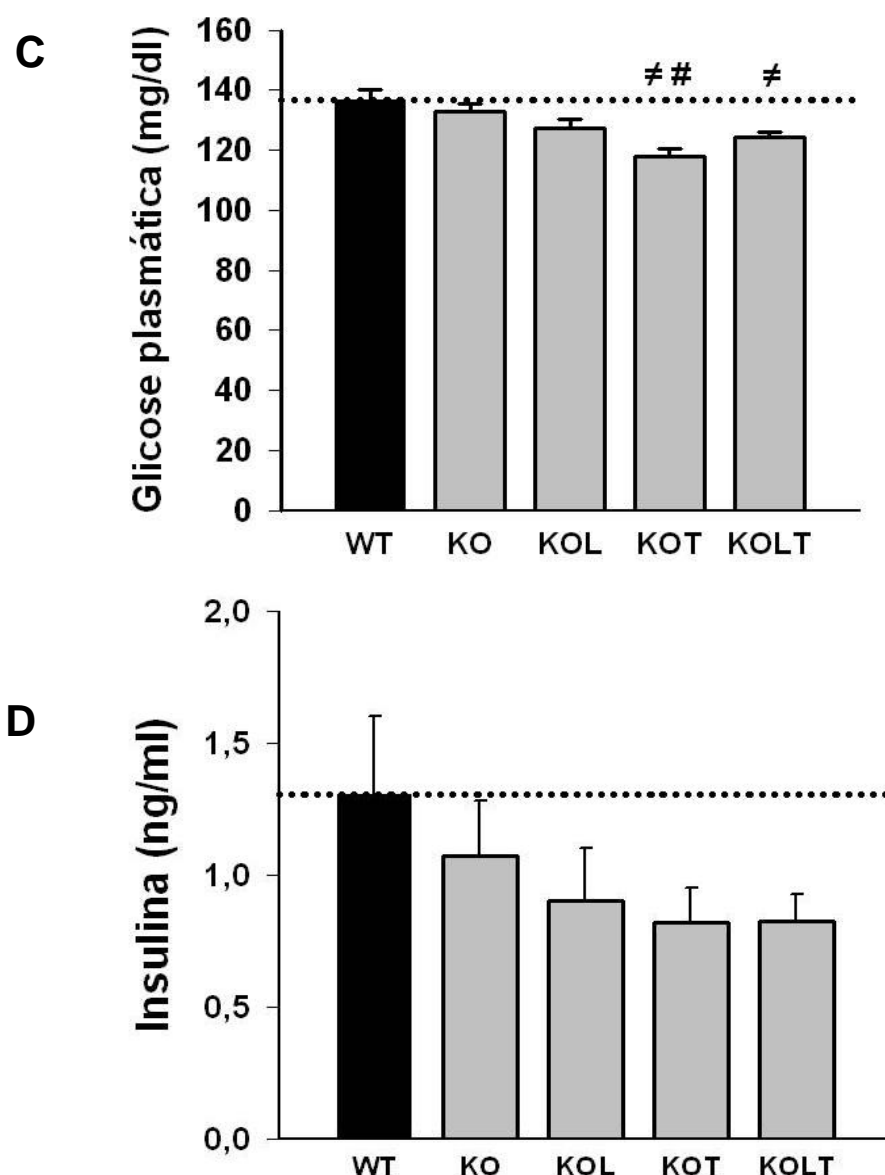 C
Glicose plasmática (mg/dl)
160
140
120
100
80
60
40
20
0
≠ # ≠
WT KO KOL KOT KOLT
D
Insulina (ng/ml)
2,0
1,5
1,0
0,5
0,0
WT KO KOL KOT KOLT